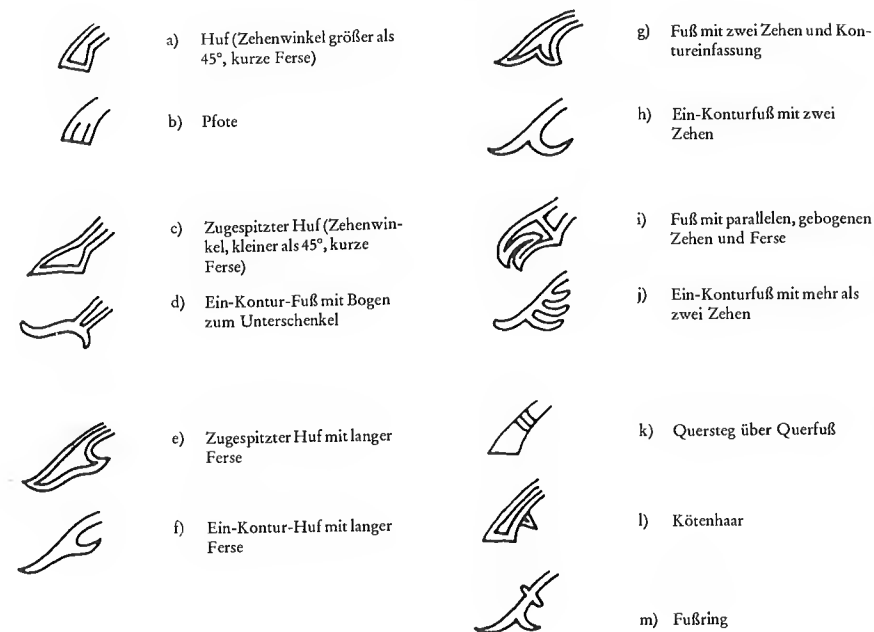 a) Huf (Zehenwinkel größer als
45°, kurze Ferse)
b) Pfote
c) Zugespitzter Huf (Zehenwin-
kel, kleiner als 45°, kurze
Ferse)
d) Ein-Kontur-Fuß mit Bogen
zum Unterschenkel
e) Zugespitzter Huf mit langer
Ferse
f) Ein-Kontur-Huf mit langer
Ferse
g) Fuß mit zwei Zehen und Kon-
tureinfassung
h) Ein-Konturfuß mit zwei
Zehen
i) Fuß mit parallelen, gebogenen
Zehen und Ferse
j) Ein-Konturfuß mit mehr als
zwei Zehen
k) Quersteg über Querfuß
l) Kötenhaar
m) Fußring